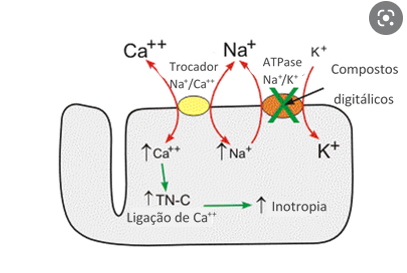 Ca++
Trocador
Na+/Ca++
Na+
ATPase
Na+/K+
K+
Compostos
digitálicos
↑Ca++
↑Na+
K+
↑TN-C
Ligação de Ca++
↑ Inotropia